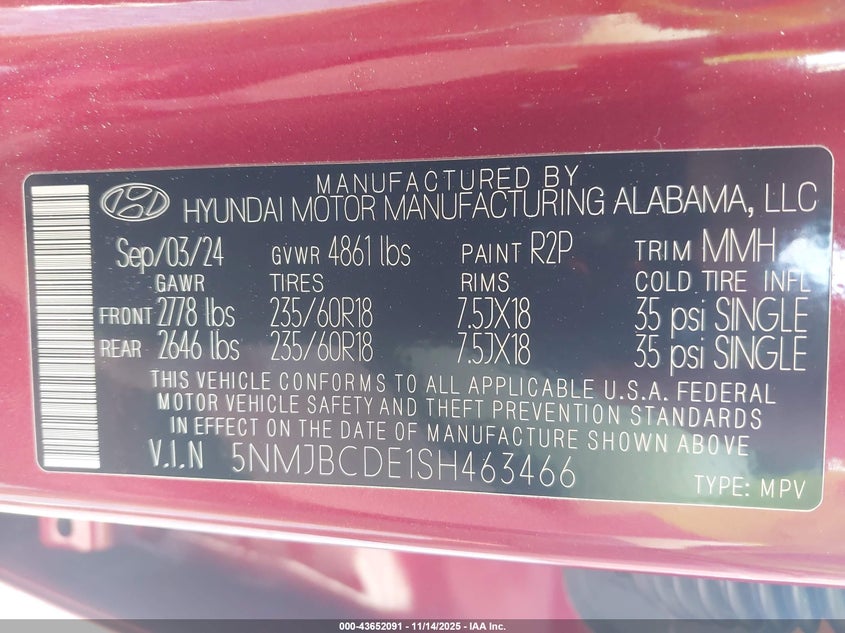 MANUFACTURED BY
HYUNDAI MOTOR MANUFACTURING ALABAMA, LLC
Sep/03/24 GVWR 4861 lbs PAINT R2P TRIM MMH
GAWR TIRES RIMS COLD TIRE INFL
FRONT 2778 lbs 235/60R18 7.5JX18 35 psi SINGLE
REAR 2646 lbs 235/60R18 7.5JX18 35 psi SINGLE
THIS VEHICLE CONFORMS TO ALL APPLICABLE U.S.A. FEDERAL
MOTOR VEHICLE SAFETY AND THEFT PREVENTION STANDARDS
IN EFFECT ON THE DATE OF MANUFACTURE SHOWN ABOVE
V.I.N 5NMJBCDE1SH463466
TYPE: MPV
000-43652091 - 11/14/2025 - IAA Inc.